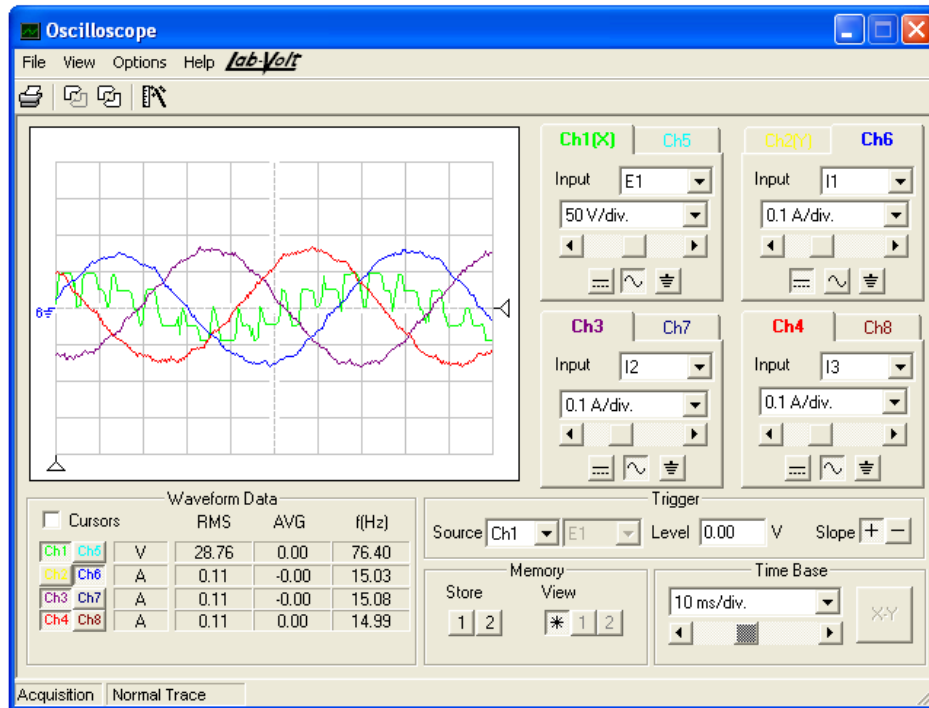 Oscilloscope
File View Options Help Lab-Volt
Ch1(X) Ch5
Input E1
50 V/div.
Ch2(Y) Ch6
Input I1
0.1 A/div.
6
Ch3 Ch7
Input I2
0.1 A/div.
Ch4 Ch8
Input I3
0.1 A/div.
Waveform Data
Cursors RMS AVG f(Hz)
Ch1 Ch5 V 28.76 0.00 76.40
Ch2 Ch6 A 0.11 -0.00 15.03
Ch3 Ch7 A 0.11 -0.00 15.08
Ch4 Ch8 A 0.11 0.00 14.99
Trigger
Source Ch1 E1 Level 0.00 V Slope + −
Memory
Store View
1 2 * 1 2
Time Base
10 ms/div.
X-Y
Acquisition Normal Trace